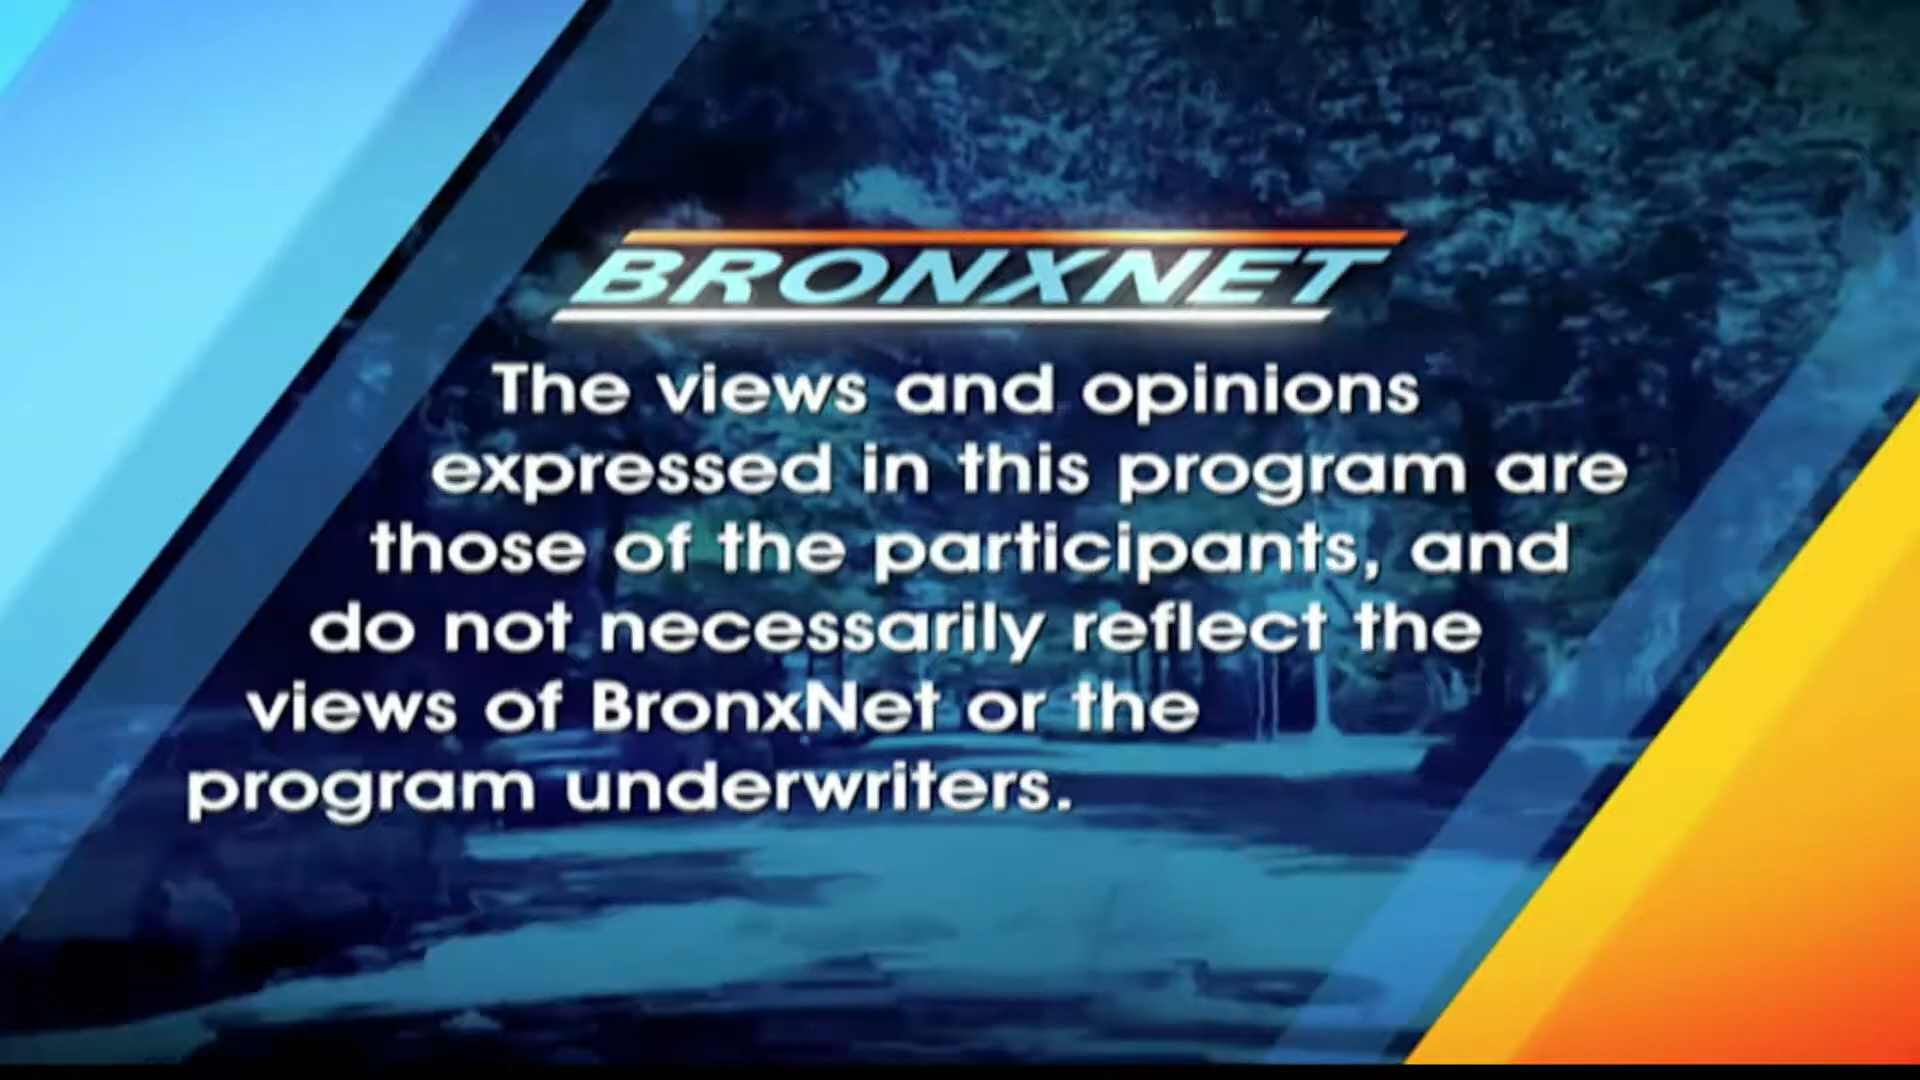 BRONXNET
The views and opinions
expressed in this program are
those of the participants, and
do not necessarily reflect the
views of BronxNet or the
program underwriters.